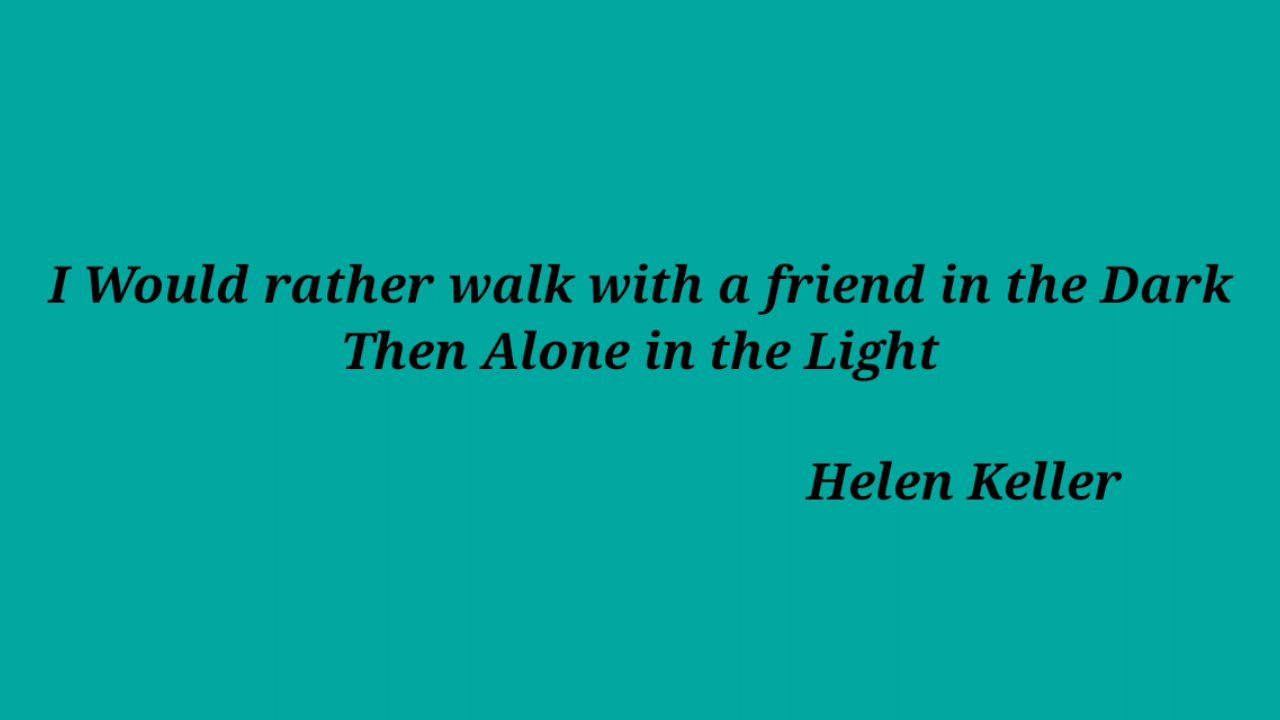 I Would rather walk with a friend in the Dark
Then Alone in the Light
Helen Keller